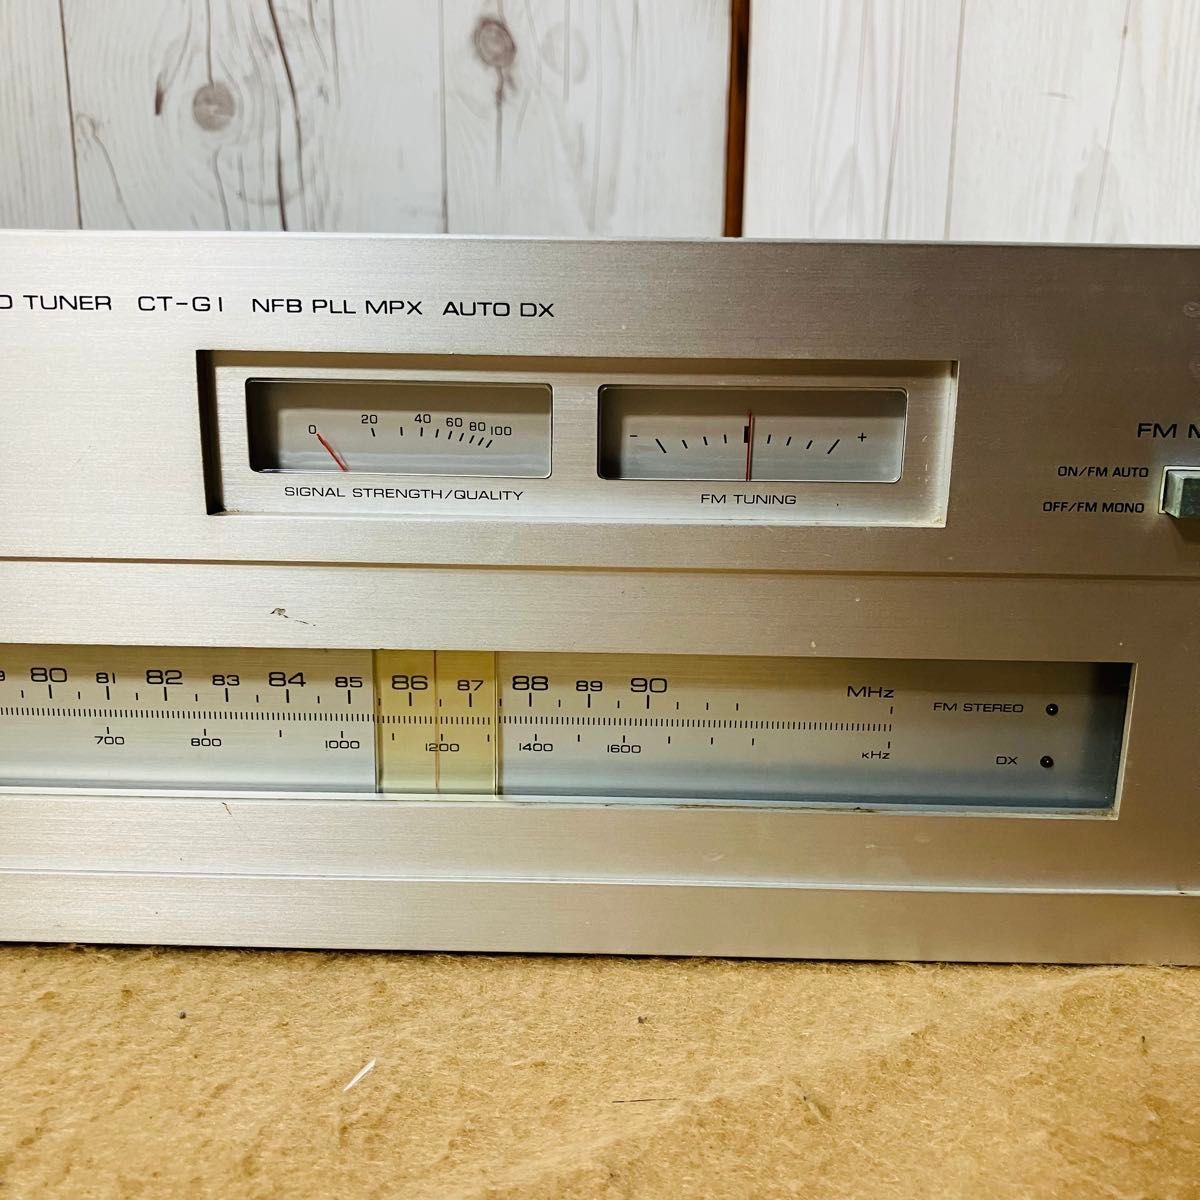 TUNER CT-G1 NFB PLL MPX AUTO DX
0 20 40 60 80 100
SIGNAL STRENGTH/QUALITY
- +
FM TUNING
FM
ON/FM AUTO
OFF/FM MONO
80 81 82 83 84 85 86 87 88 89 90 MHz
FM STEREO
700 800 1000 1200 1400 1600 kHz
DX